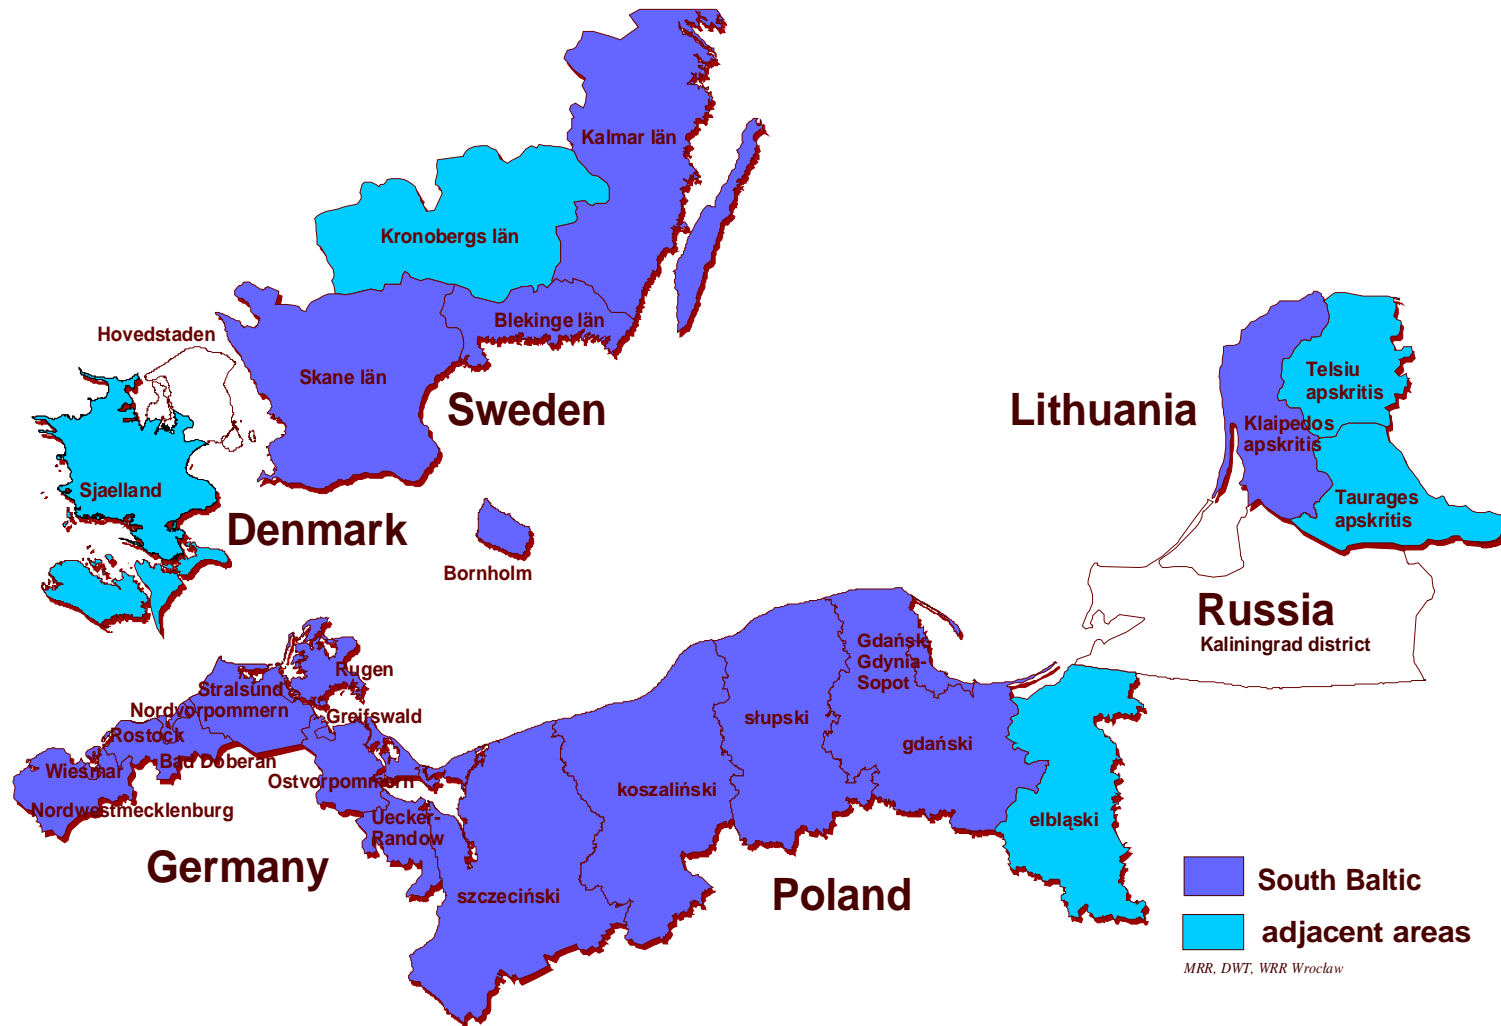 Kalmar län
Kronobergs län
Blekinge län
Hovedstaden
Skane län
Sweden
Sjaelland
Denmark
Bornholm
Lithuania
Telsiu
apskritis
Klaipedos
apskritis
Taurages
apskritis
Russia
Kaliningrad district
Rugen
Stralsund
Nordvorpommern
Greifswald
Rostock
Bad Doberan
Wiesmar
Ostvorpommern
Nordwestmecklenburg
Uecker-
Randow
Germany
Gdańsk-
Gdynia-
Sopot
słupski
gdański
koszaliński
elbląski
szczeciński
Poland
South Baltic
adjacent areas
MRR, DWT, WRR Wrocław